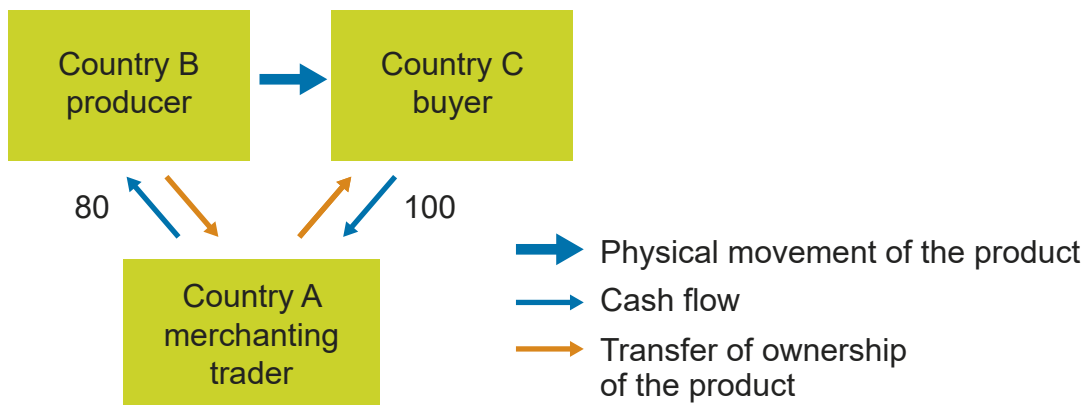 Country B
producer
Country C
buyer
80
100
Country A
merchanting
trader
Physical movement of the product
Cash flow
Transfer of ownership
of the product